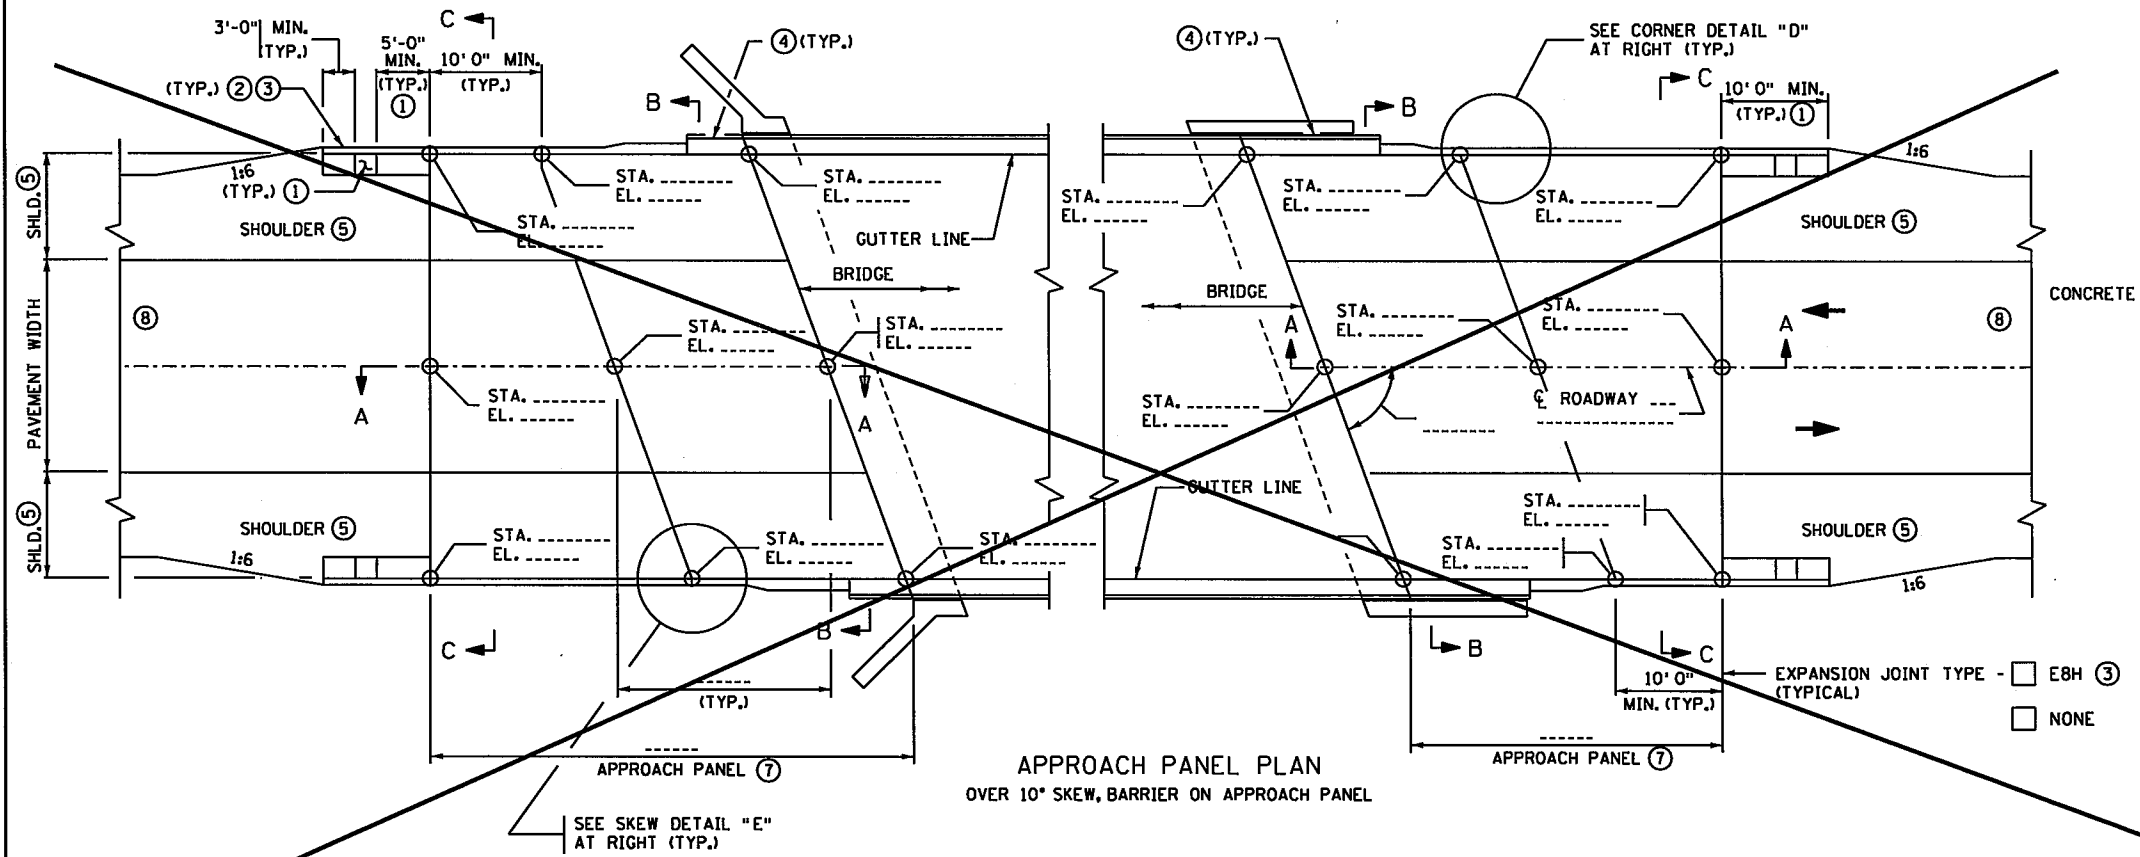 C
3'-0" MIN.
(TYP.)
5'-0"
MIN.
(TYP.)
①
10' 0" MIN.
(TYP.)
(TYP.) ② ③
④ (TYP.)
B
④ (TYP.)
B
SEE CORNER DETAIL "D"
AT RIGHT (TYP.)
C
10' 0" MIN.
(TYP.) ①
1:6
(TYP.) ①
1:6
SHLD. ⑤
SHOULDER ⑤
STA. --------
EL. ------
STA. --------
EL. ------
STA. --------
EL. ------
GUTTER LINE
STA. --------
EL. ------
STA. --------
EL. ------
STA. --------
EL. ------
SHOULDER ⑤
BRIDGE
BRIDGE
CONCRETE
PAVEMENT WIDTH
⑧
STA. --------
EL. ------
STA. --------
EL. ------
STA. --------
EL. ------
STA. --------
EL. ------
A
A
⑧
A
A
STA. --------
EL. ------
STA. --------
EL. ------
℄ ROADWAY ---
SHLD. ⑤
SHOULDER ⑤
STA. --------
EL. ------
STA. --------
EL. ------
STA. --------
EL. ------
GUTTER LINE
STA. --------
EL. ------
STA. --------
EL. ------
SHOULDER ⑤
1:6
1:6
C
B
B
C
(TYP.)
10' 0"
MIN. (TYP.)
EXPANSION JOINT TYPE - □ E8H ③
(TYPICAL)
□ NONE
APPROACH PANEL ⑦
APPROACH PANEL ⑦
APPROACH PANEL PLAN
OVER 10° SKEW, BARRIER ON APPROACH PANEL
SEE SKEW DETAIL "E"
AT RIGHT (TYP.)